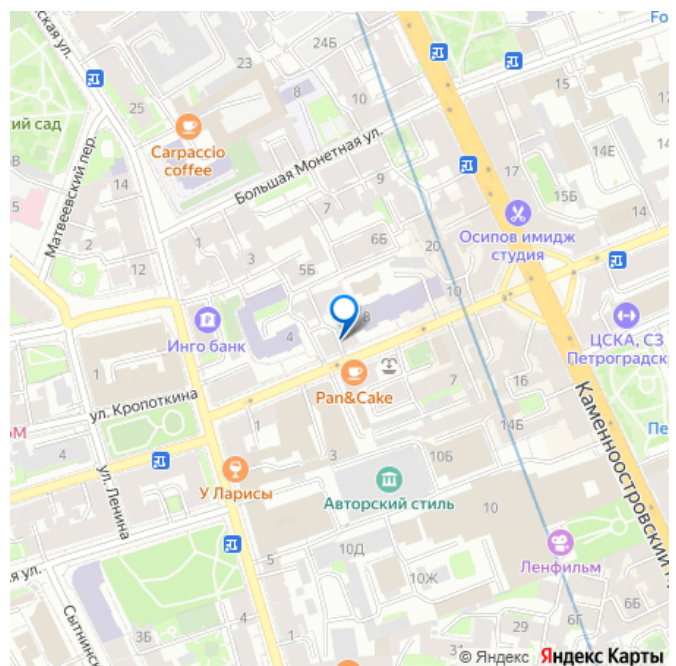 Fo
ская ул.
24Б
23
8
10
15
12
17
14Е
25
ий сад
Carpaccio
coffee
Большая Монетная ул.
Матвеевский пер.
В
14
9
15Б
5
7
Осипов имидж
студия
1
3
6Б
20
2
12
5Б
10
8
Инго банк
4
ЦСКА, СЗ
Петроградск
Pan&Cake
7
16
ул. Кропоткина
Пе
ьМ
4
14Б
Каменноостровский п
3
10Б
У Ларисы
Авторский стиль
10
ул. Ленина
Ленфильм
5
10Д
я ул.
10Ж
Сытнинск
3Б
4
1
29
6Б
6Г
6Б
© Яндекс Яндекс Карты